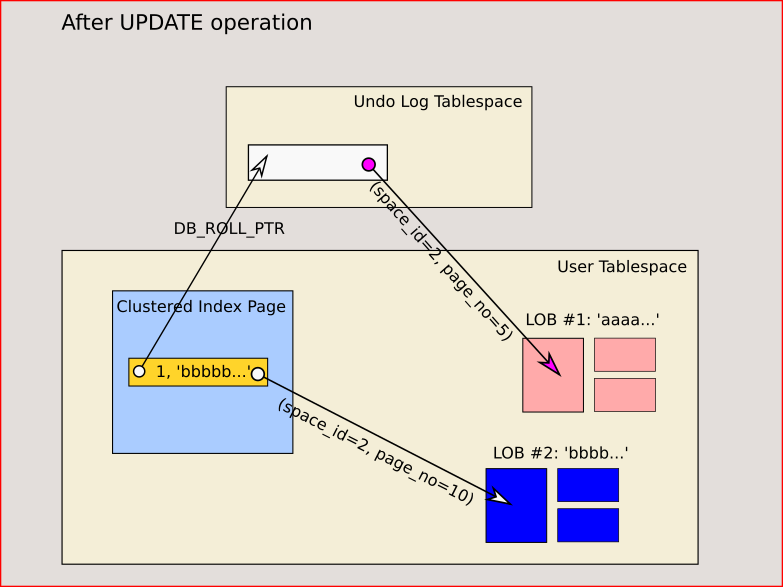 After UPDATE operation
Undo Log Tablespace
(space_id=2, page_no=5)
DB_ROLL_PTR
User Tablespace
Clustered Index Page
LOB #1: 'aaaa...'
1, 'bbbbb...'
(space_id=2, page_no=10)
LOB #2: 'bbbb...'